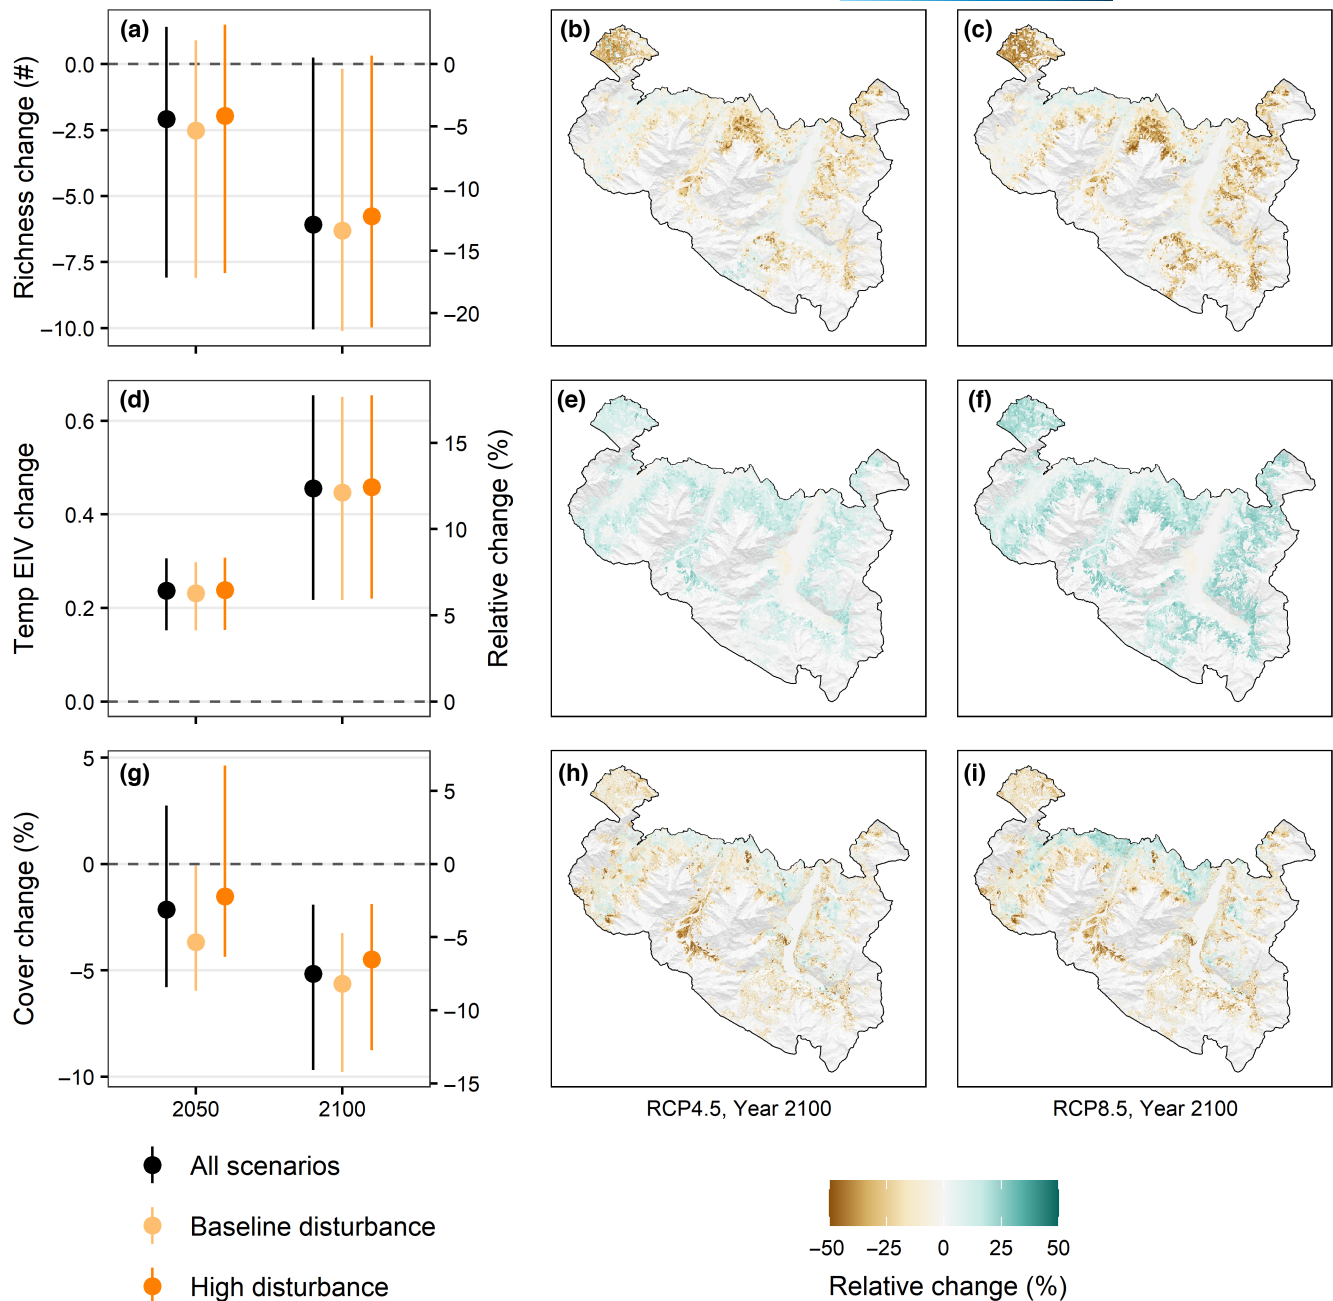 (a)
Richness change (#)
0.0
−2.5
−5.0
−7.5
−10.0
0
−5
−10
−15
−20
(b)
(c)
(d)
Temp EIV change
0.6
0.4
0.2
0.0
15
10
5
0
Relative change (%)
(e)
(f)
(g)
Cover change (%)
5
0
−5
−10
5
0
−5
−10
−15
2050
2100
(h)
(i)
RCP4.5, Year 2100
RCP8.5, Year 2100
All scenarios
Baseline disturbance
High disturbance
−50 −25 0 25 50
Relative change (%)